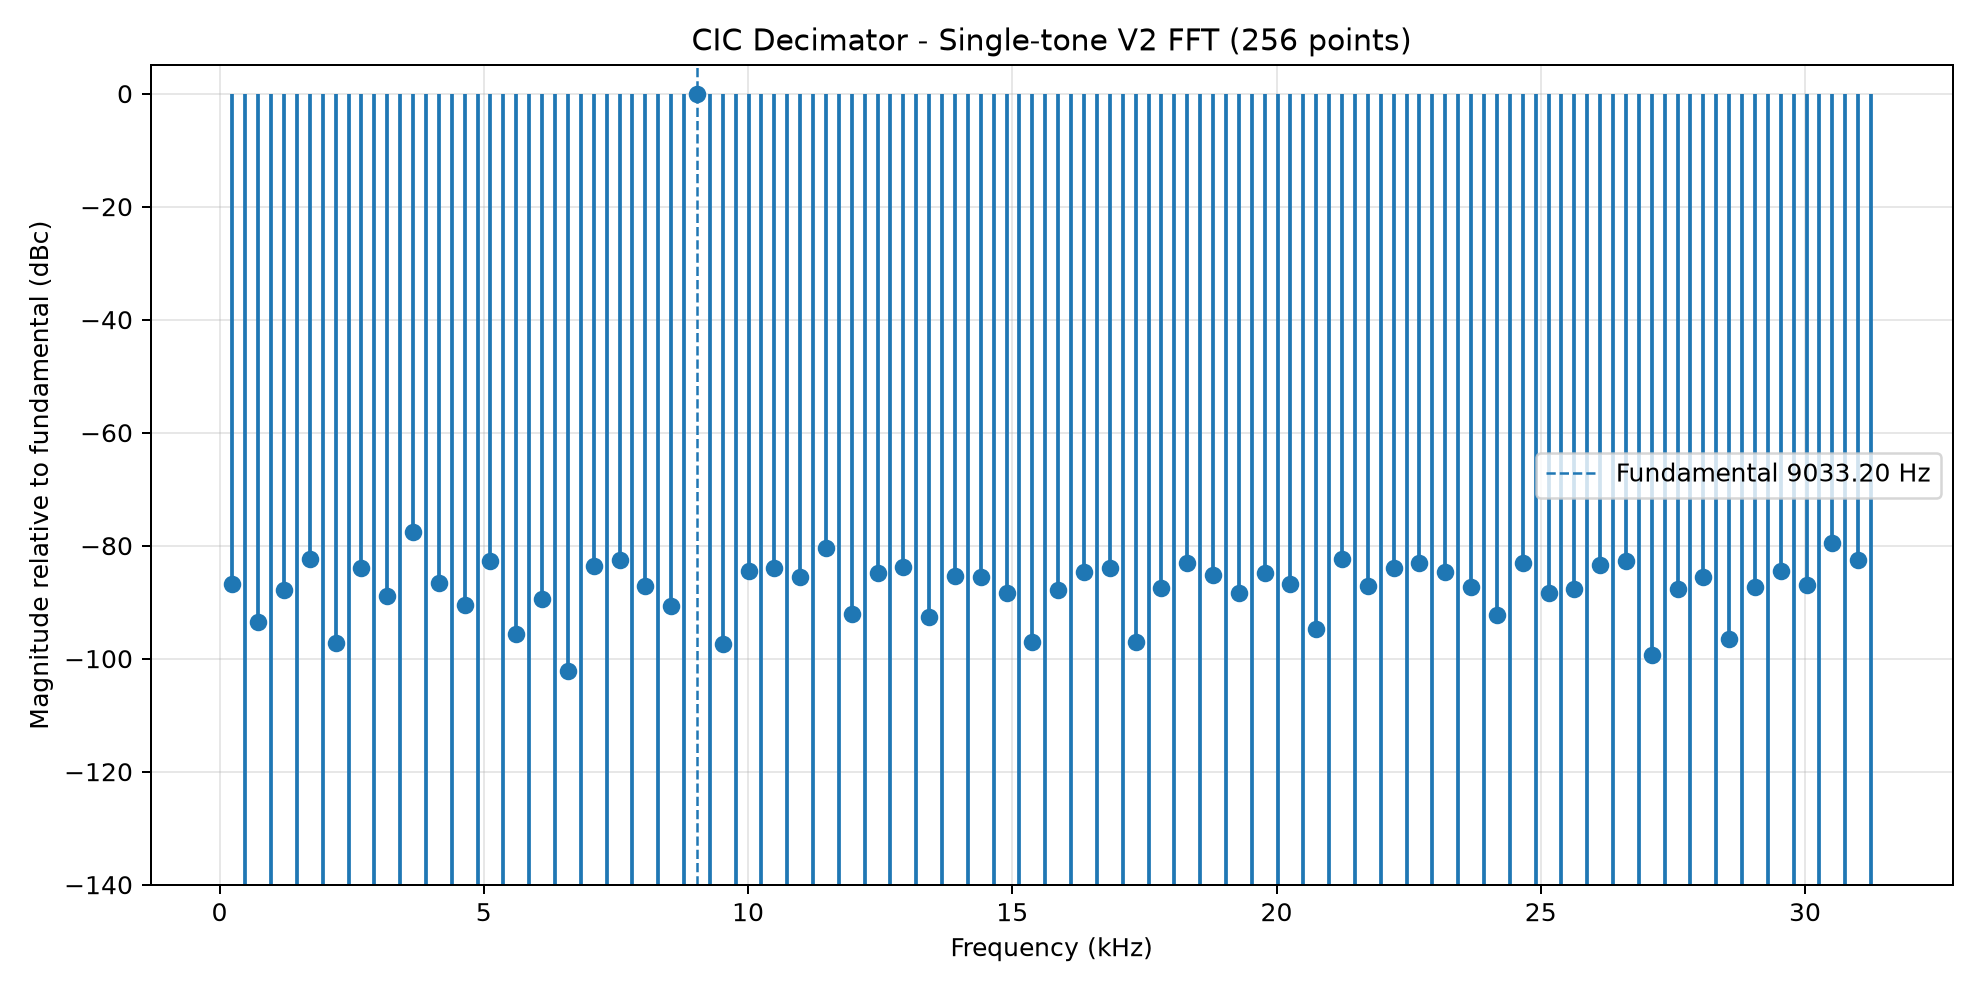 CIC Decimator - Single-tone V2 FFT (256 points)
Magnitude relative to fundamental (dBc)
0
−20
−40
−60
−80
−100
−120
−140
Fundamental 9033.20 Hz
0 5 10 15 20 25 30
Frequency (kHz)